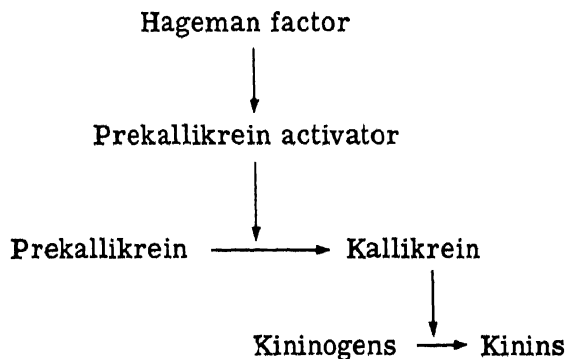 Hageman factor
Prekallikrein activator
Prekallikrein Kallikrein
Kininogens Kinins